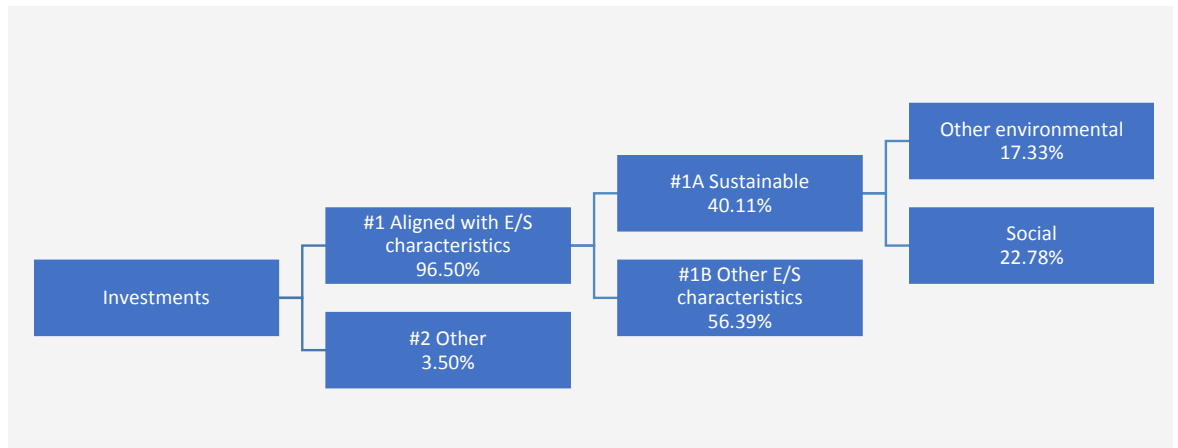 Investments
#1 Aligned with E/S
characteristics
96.50%
#2 Other
3.50%
#1A Sustainable
40.11%
#1B Other E/S
characteristics
56.39%
Other environmental
17.33%
Social
22.78%